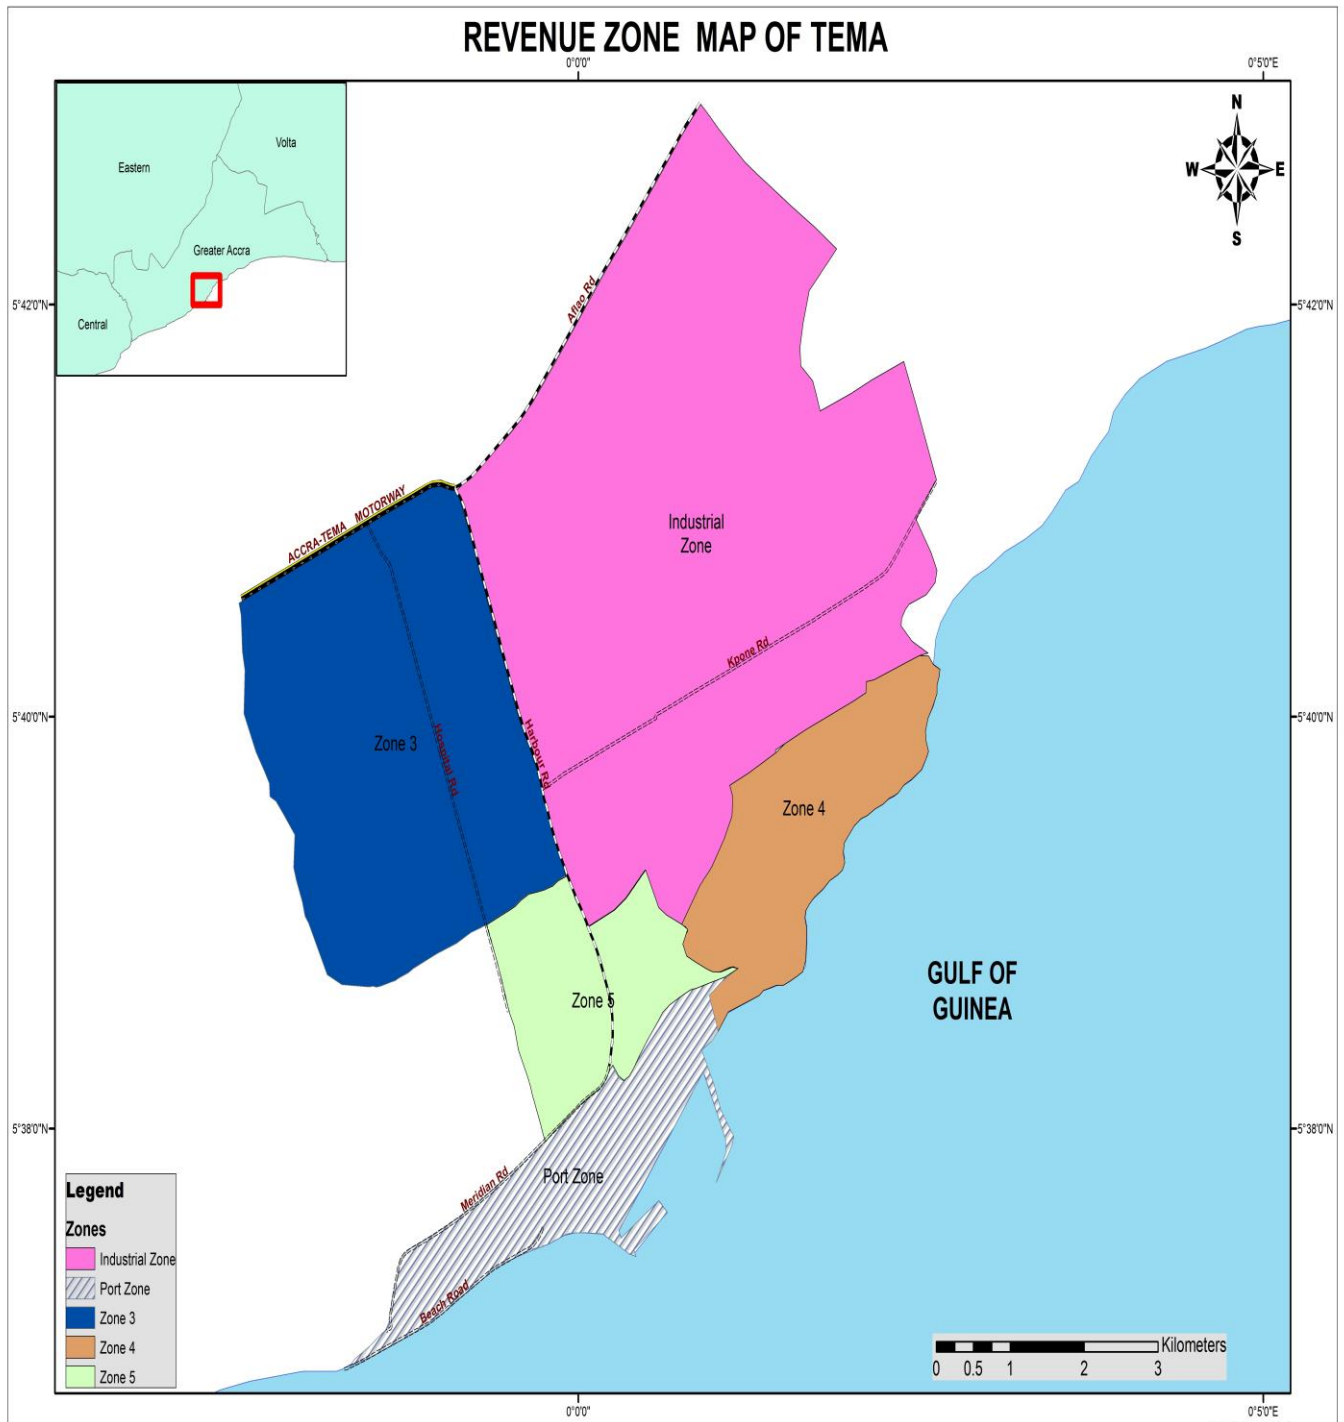 REVENUE ZONE MAP OF TEMA
0°0'0"
0°5'0"E
N
W
E
S
Eastern
Volta
Greater Accra
Central
5°42'0"N
5°42'0"N
Aflao Rd
ACCRA-TEMA MOTORWAY
Industrial
Zone
Kpone Rd
5°40'0"N
5°40'0"N
Zone 3
Hospital Rd
Harbour Rd
Zone 4
GULF OF
GUINEA
Zone 5
5°38'0"N
5°38'0"N
Port Zone
Meridian Rd
Beach Road
Legend
Zones
Industrial Zone
Port Zone
Zone 3
Zone 4
Zone 5
Kilometers
0 0.5 1 2 3
0°0'0"
0°5'0"E